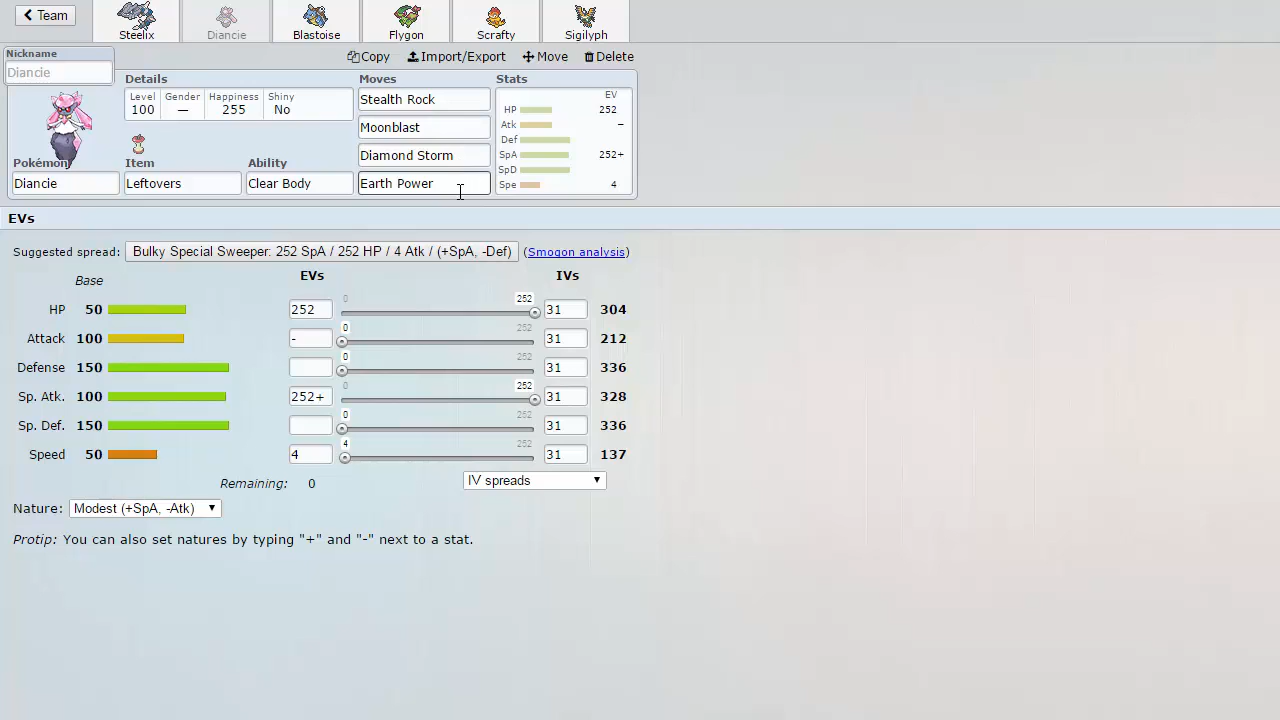 Team
Steelix
Diancie
Blastoise
Flygon
Scrafty
Sigilyph
Nickname
Diancie
Copy
Import/Export
Move
Delete
Details
Level
100
Gender
—
Happiness
255
Shiny
No
Moves
Stealth Rock
Moonblast
Diamond Storm
Earth Power
Stats
EV
HP 252
Atk −
Def
SpA 252+
SpD
Spe 4
Pokémon
Diancie
Item
Leftovers
Ability
Clear Body
EVs
Suggested spread: Bulky Special Sweeper: 252 SpA / 252 HP / 4 Atk / (+SpA, -Def) (Smogon analysis)
Base EVs IVs
HP 50 252 0 252 31 304
Attack 100 - 0 252 31 212
Defense 150 0 252 31 336
Sp. Atk. 100 252+ 0 252 31 328
Sp. Def. 150 0 252 31 336
Speed 50 4 4 252 31 137
Remaining: 0 IV spreads
Nature: Modest (+SpA, -Atk)
Protip: You can also set natures by typing "+" and "-" next to a stat.